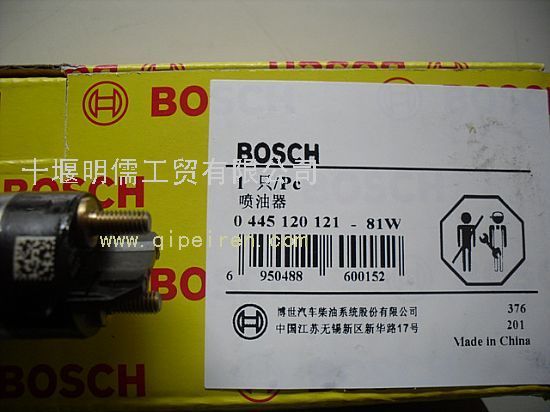 BOSCH
BOSCH
BOSCH
BOSCH
1 只/Pc
喷油器
0 445 120 121 - 81W
6 950488 600152
博世汽车柴油系统股份有限公司
中国江苏无锡新区新华路17号
376
201
Made in China
十堰明儒工贸有限公司
www.qipeiren.com